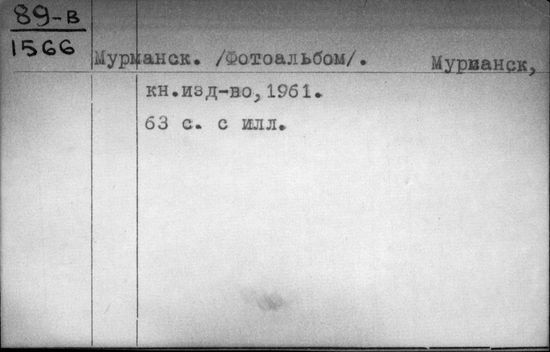 89-в
1566
Мурманск. /Фотоальбом/. Мурманск,
кн.изд-во, 1961.
63 с. с илл.